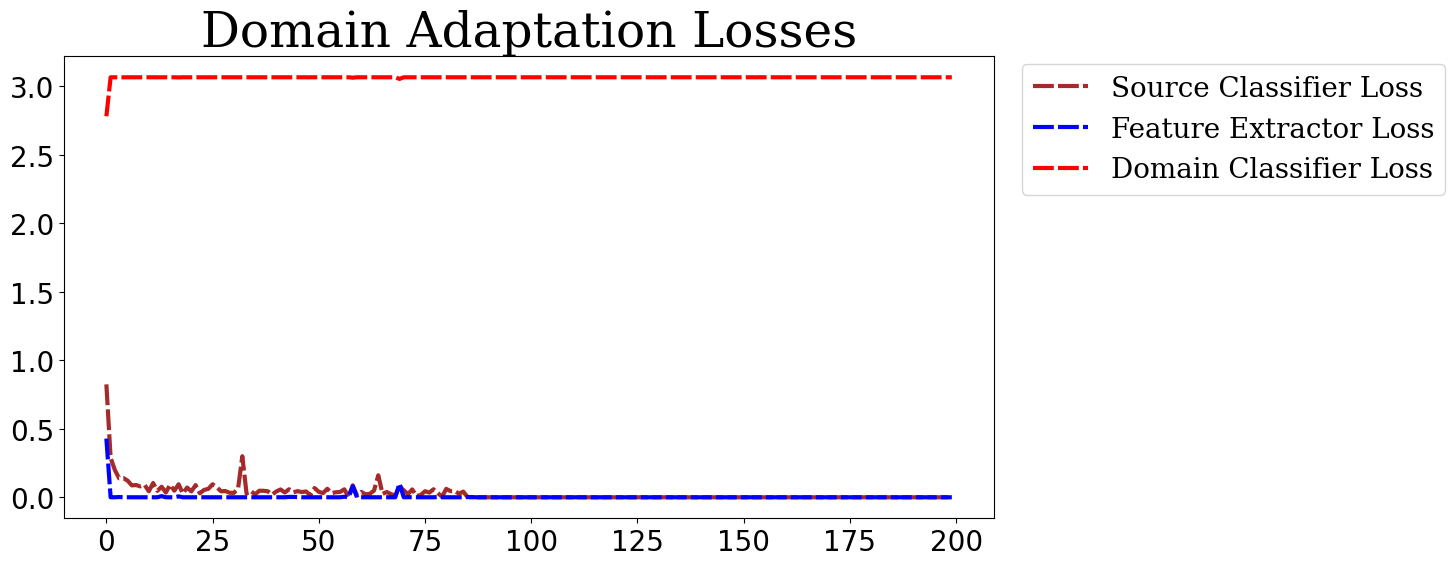 Domain Adaptation Losses
3.0
2.5
2.0
1.5
1.0
0.5
0.0
0 25 50 75 100 125 150 175 200
Source Classifier Loss
Feature Extractor Loss
Domain Classifier Loss